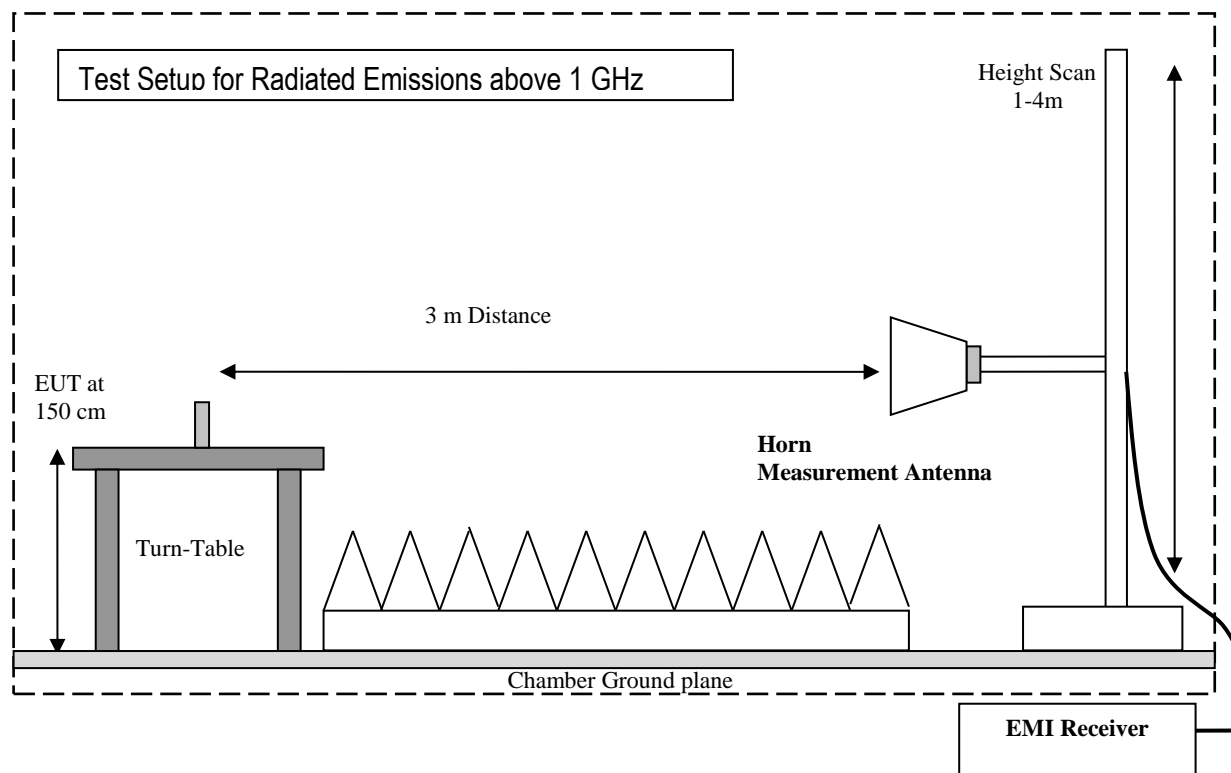 Test Setup for Radiated Emissions above 1 GHz
Height Scan
1-4m
3 m Distance
EUT at
150 cm
Horn
Measurement Antenna
Turn-Table
Chamber Ground plane
EMI Receiver